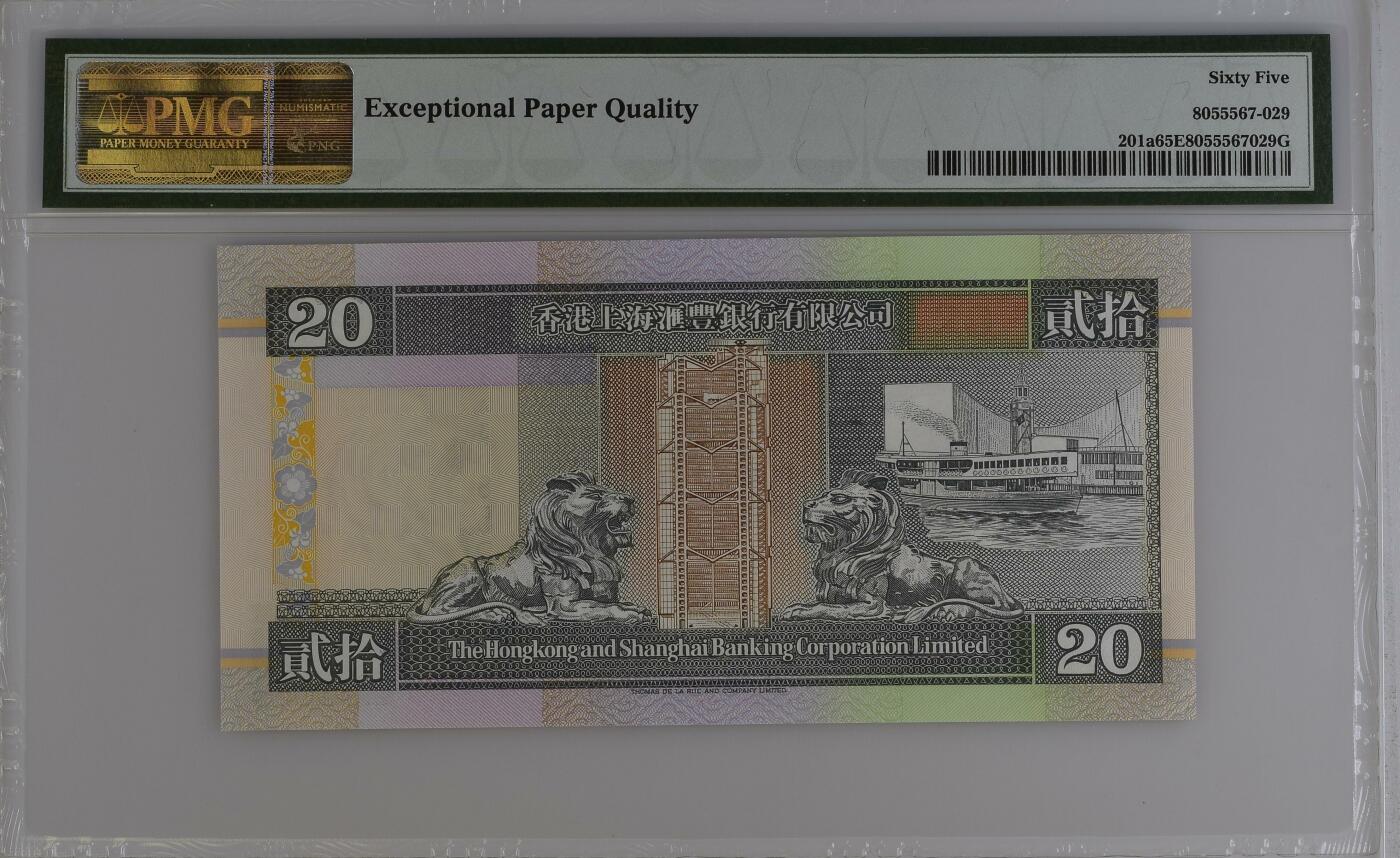 PMG
PAPER MONEY GUARANTY
NUMISMATIC
PNG
Exceptional Paper Quality
Sixty Five
8055567-029
201a65E8055567029G
20
香港上海滙豐銀行有限公司
貳拾
貳拾
The Hongkong and Shanghai Banking Corporation Limited
20
THOMAS DE LA RUE AND COMPANY LIMITED.